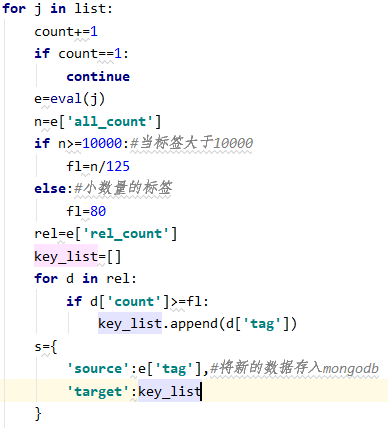 for j in list:
    count+=1
    if count==1:
        continue
    e=eval(j)
    n=e['all_count']
    if n>=10000:#当标签大于10000
        fl=n/125
    else:#小数量的标签
        fl=80
    rel=e['rel_count']
    key_list=[]
    for d in rel:
        if d['count']>=fl:
            key_list.append(d['tag'])
    s={
        'source':e['tag'],#将新的数据存入mongodb
        'target':key_list
    }